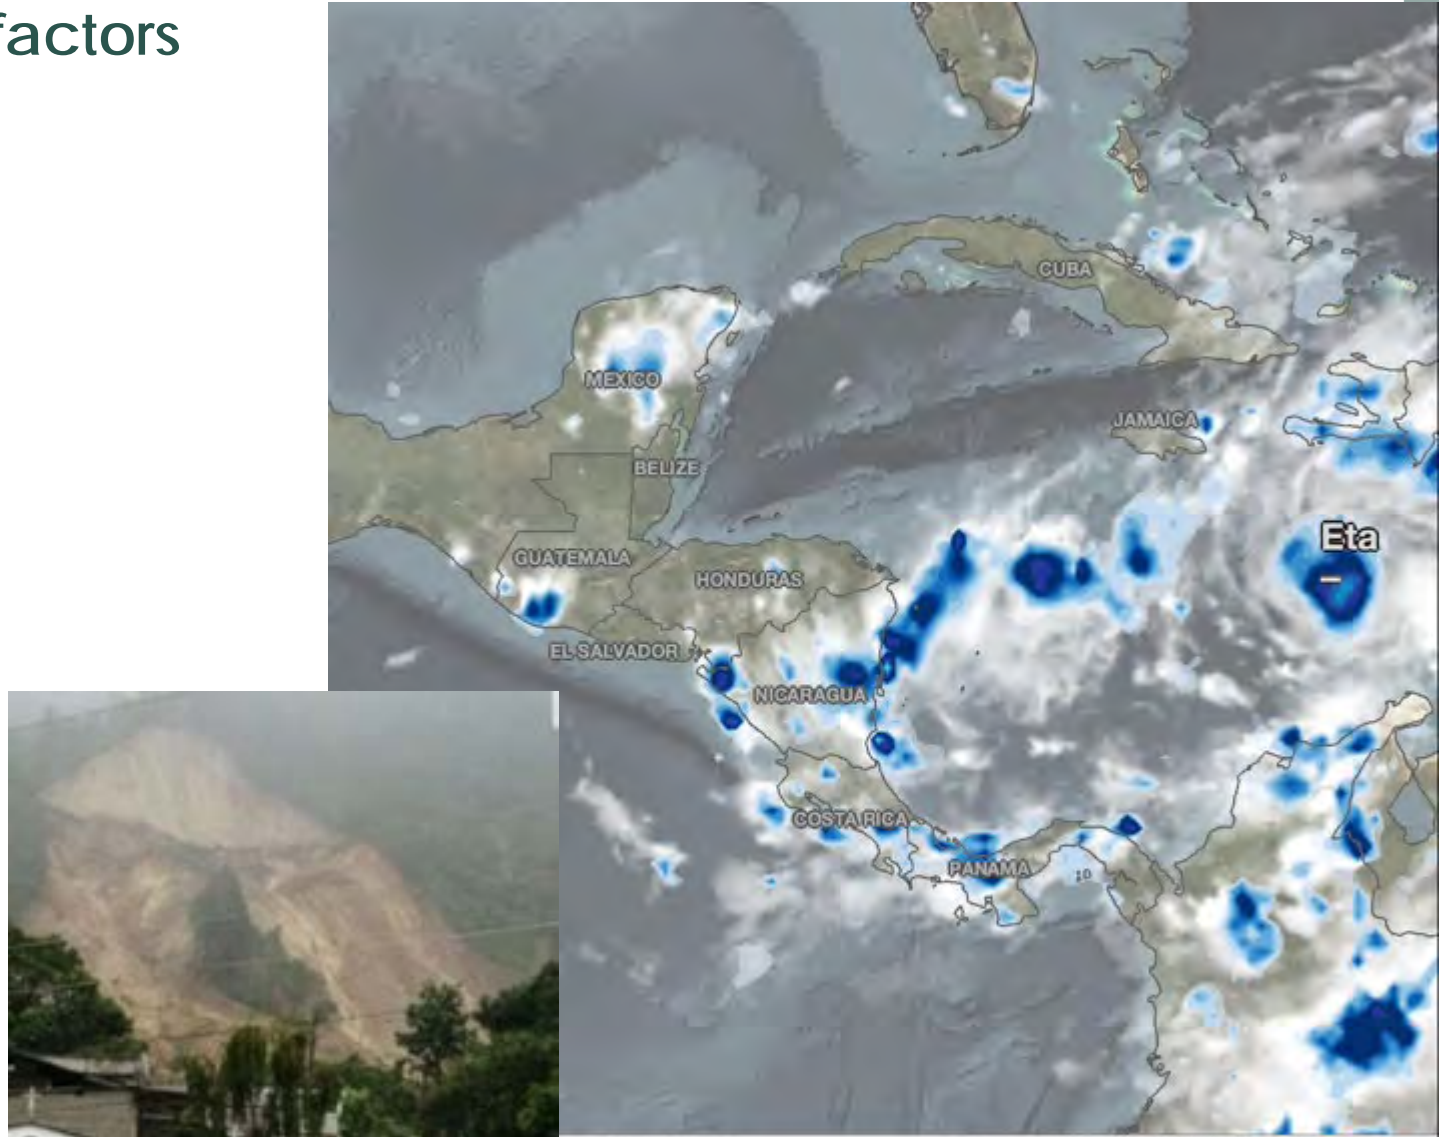 factors
CUBA
MEXICO
JAMAICA
BELIZE
Eta
GUATEMALA
HONDURAS
EL SALVADOR
NICARAGUA
COSTA RICA
PANAMA